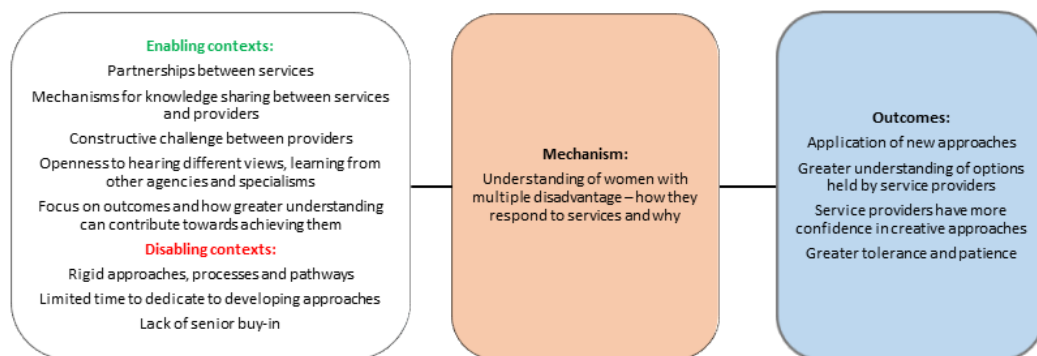 Enabling contexts:
Partnerships between services
Mechanisms for knowledge sharing between services
and providers
Constructive challenge between providers
Openness to hearing different views, learning from
other agencies and specialisms
Focus on outcomes and how greater understanding
can contribute towards achieving them
Disabling contexts:
Rigid approaches, processes and pathways
Limited time to dedicate to developing approaches
Lack of senior buy-in
Mechanism:
Understanding of women with
multiple disadvantage – how they
respond to services and why
Outcomes:
Application of new approaches
Greater understanding of options
held by service providers
Service providers have more
confidence in creative approaches
Greater tolerance and patience